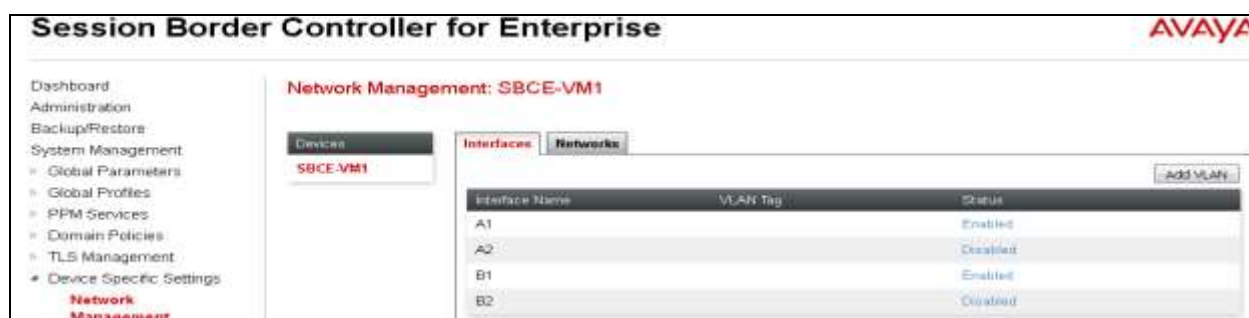 Session Border Controller for Enterprise
AVAYA
Dashboard
Administration
Backup/Restore
System Management
Global Parameters
Global Profiles
PPM Services
Domain Policies
TLS Management
Device Specific Settings
Network
Management
Network Management: SBCE-VM1
Devices
SBCE-VM1
Interfaces Networks
Add VLAN
Interface Name VLAN Tag Status
A1 Enabled
A2 Disabled
B1 Enabled
B2 Disabled